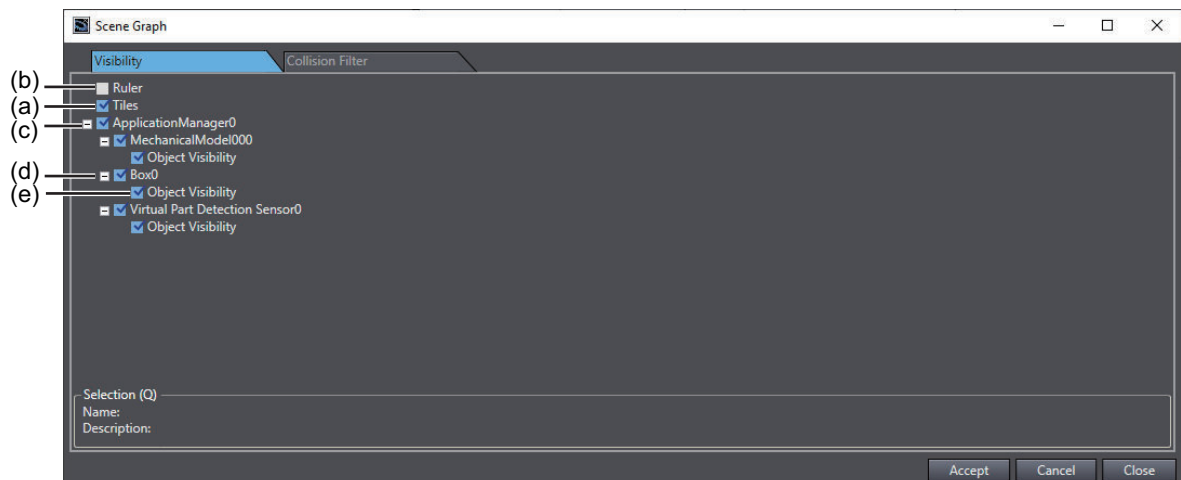 Scene Graph
Visibility
Collision Filter
(b) Ruler
(a) Tiles
(c) ApplicationManager0
MechanicalModel000
Object Visibility
(d) Box0
(e) Object Visibility
Virtual Part Detection Sensor0
Object Visibility
Selection (Q)
Name:
Description:
Accept Cancel Close